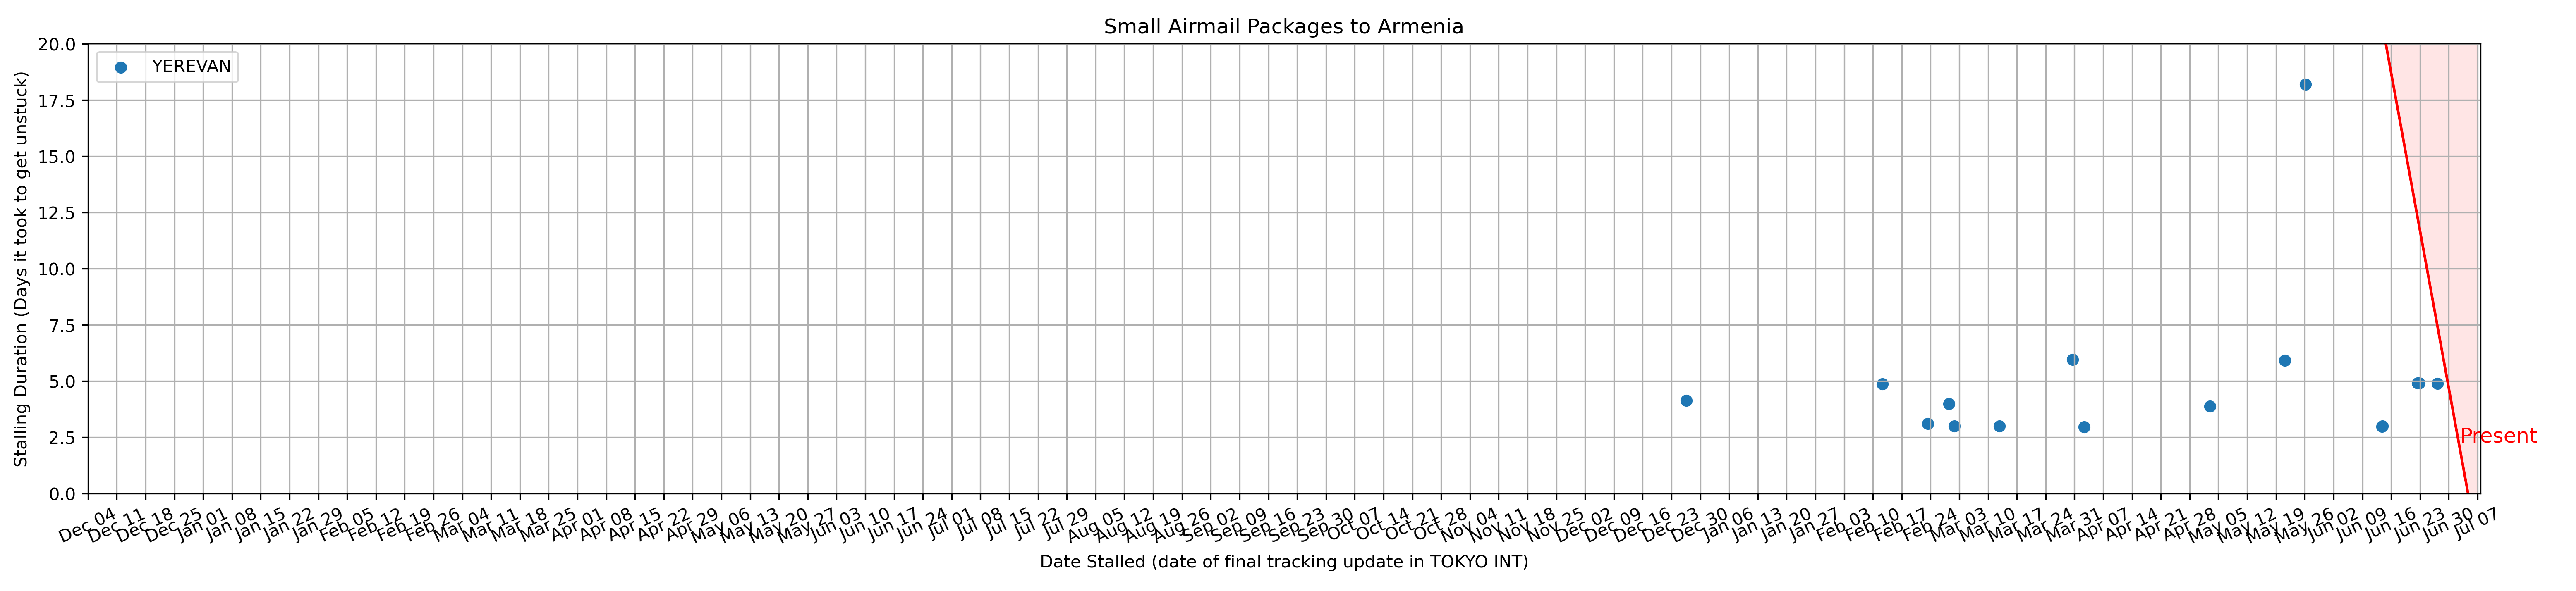 Small Airmail Packages to Armenia
YEREVAN
Stalling Duration (Days it took to get unstuck)
20.0
17.5
15.0
12.5
10.0
7.5
5.0
2.5
0.0
Present
Dec 04 Dec 11 Dec 18 Dec 25 Jan 01 Jan 08 Jan 15 Jan 22 Jan 29 Feb 05 Feb 12 Feb 19 Feb 26 Mar 04 Mar 11 Mar 18 Mar 25 Apr 01 Apr 08 Apr 15 Apr 22 Apr 29 May 06 May 13 May 20 May 27 Jun 03 Jun 10 Jun 17 Jun 24 Jul 01 Jul 08 Jul 15 Jul 22 Jul 29 Aug 05 Aug 12 Aug 19 Aug 26 Sep 02 Sep 09 Sep 16 Sep 23 Sep 30 Oct 07 Oct 14 Oct 21 Oct 28 Nov 04 Nov 11 Nov 18 Nov 25 Dec 02 Dec 09 Dec 16 Dec 23 Dec 30 Jan 06 Jan 13 Jan 20 Jan 27 Feb 03 Feb 10 Feb 17 Feb 24 Mar 03 Mar 10 Mar 17 Mar 24 Mar 31 Apr 07 Apr 14 Apr 21 Apr 28 May 05 May 12 May 19 May 26 Jun 02 Jun 09 Jun 16 Jun 23 Jun 30 Jul 07
Date Stalled (date of final tracking update in TOKYO INT)